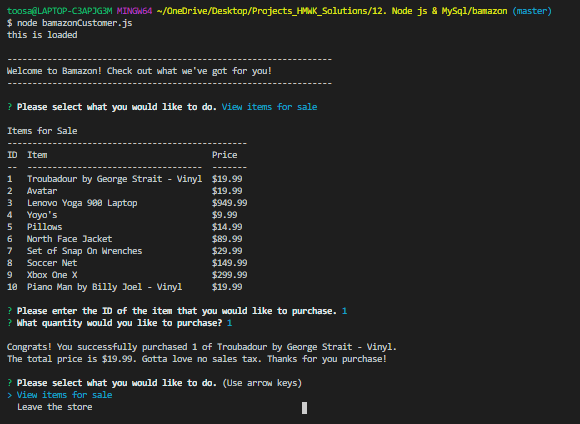 toosa@LAPTOP-C3APJG3M MINGW64 ~/OneDrive/Desktop/Projects_HMWK_Solutions/12. Node js & MySql/bamazon (master)
$ node bamazonCustomer.js
this is loaded
-----------------------------------------------------------------
Welcome to Bamazon! Check out what we've got for you!
-----------------------------------------------------------------
? Please select what you would like to do. View items for sale
Items for Sale
------------------------------------------------
ID  Item                                 Price
--  -----------------------------------  -------
1   Troubadour by George Strait - Vinyl  $19.99
2   Avatar                               $19.99
3   Lenovo Yoga 900 Laptop               $949.99
4   Yoyo's                               $9.99
5   Pillows                              $14.99
6   North Face Jacket                    $89.99
7   Set of Snap On Wrenches              $29.99
8   Soccer Net                           $149.99
9   Xbox One X                           $299.99
10  Piano Man by Billy Joel - Vinyl      $19.99
? Please enter the ID of the item that you would like to purchase. 1
? What quantity would you like to purchase? 1
Congrats! You successfully purchased 1 of Troubadour by George Strait - Vinyl.
The total price is $19.99. Gotta love no sales tax. Thanks for you purchase!
? Please select what you would like to do. (Use arrow keys)
> View items for sale
  Leave the store